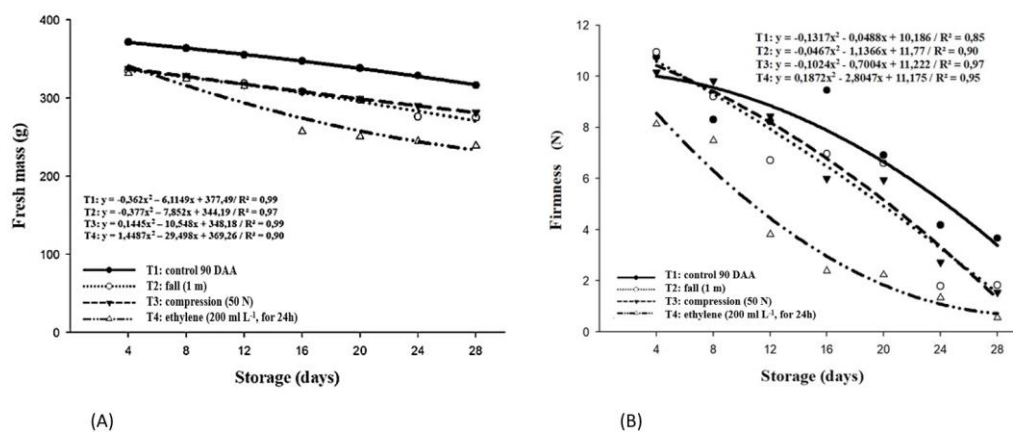 400
300
200
100
0
Fresh mass (g)
T1: y = -0,362x² – 6,1149x + 377,49/ R² = 0,99
T2: y = -0,377x² – 7,852x + 344,19 / R² = 0,97
T3: y = 0,1445x² – 10,548x + 348,18 / R² = 0,99
T4: y = 1,4487x² – 29,498x + 369,26 / R² = 0,90
T1: control 90 DAA
T2: fall (1 m)
T3: compression (50 N)
T4: ethylene (200 ml L⁻¹, for 24h)
4 8 12 16 20 24 28
Storage (days)
(A)
B
14
12
10
8
6
4
2
0
Firmness (N)
T1: y = -0,1317x² - 0,0488x + 10,186 / R² = 0,85
T2: y = -0,0467x² - 1,1366x + 11,77 / R² = 0,90
T3: y = -0,1024x² - 0,7004x + 11,222 / R² = 0,97
T4: y = 0,1872x² - 2,8047x + 11,175 / R² = 0,95
T1: control 90 DAA
T2: fall (1 m)
T3: compression (50 N)
T4: ethylene (200 ml L⁻¹, for 24h)
4 8 12 16 20 24 28
Storage (days)
(B)